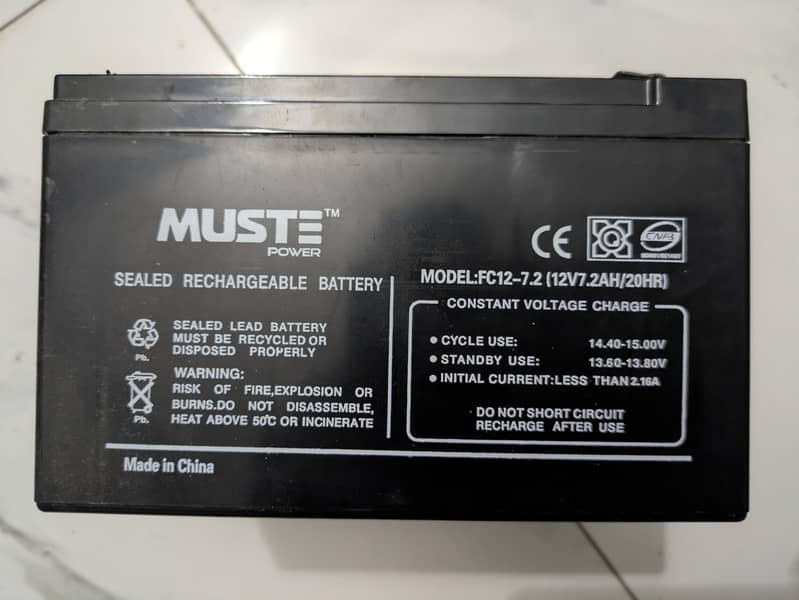 MUSTE™
POWER
SEALED RECHARGEABLE BATTERY
SEALED LEAD BATTERY
MUST BE RECYCLED OR
DISPOSED PROPERLY
Pb.
WARNING:
RISK OF FIRE,EXPLOSION OR
BURNS.DO NOT DISASSEMBLE,
HEAT ABOVE 50°C OR INCINERATE
Pb.
Made in China
CE
MODEL:FC12-7.2 (12V7.2AH/20HR)
CONSTANT VOLTAGE CHARGE
CYCLE USE: 14.40-15.00V
STANDBY USE: 13.60-13.80V
INITIAL CURRENT:LESS THAN 2.16A
DO NOT SHORT CIRCUIT
RECHARGE AFTER USE